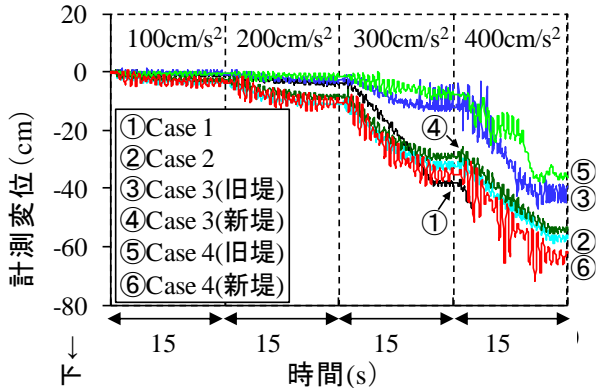 20
0
-20
-40
-60
-80
計測変位(cm)
下←
100cm/s² 200cm/s² 300cm/s² 400cm/s²
①Case 1
②Case 2
③Case 3(旧堤)
④Case 3(新堤)
⑤Case 4(旧堤)
⑥Case 4(新堤)
④
①
⑤
③
②
⑥
15 15 15 15
時間(s)